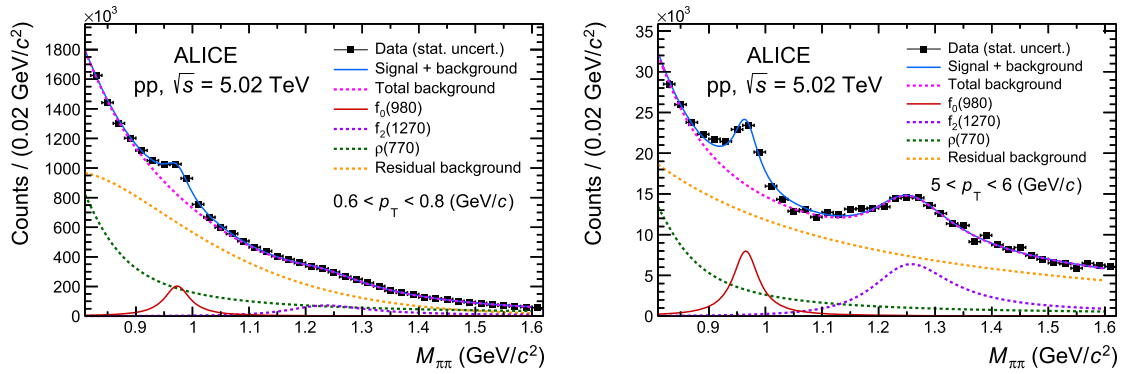 ×10³
1800
1600
1400
1200
1000
800
600
400
200
0
Counts / (0.02 GeV/c²)
ALICE
pp, √s = 5.02 TeV
Data (stat. uncert.)
Signal + background
Total background
f₀(980)
f₂(1270)
ρ(770)
Residual background
0.6 < p_T < 0.8 (GeV/c)
0.9 1 1.1 1.2 1.3 1.4 1.5 1.6
M_ππ (GeV/c²)
×10³
35
30
25
20
15
10
5
0
Counts / (0.02 GeV/c²)
ALICE
pp, √s = 5.02 TeV
Data (stat. uncert.)
Signal + background
Total background
f₀(980)
f₂(1270)
ρ(770)
Residual background
5 < p_T < 6 (GeV/c)
0.9 1 1.1 1.2 1.3 1.4 1.5 1.6
M_ππ (GeV/c²)